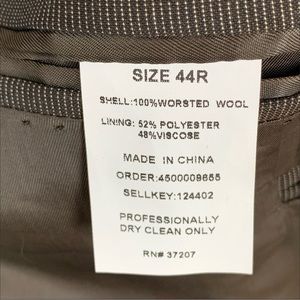 SIZE 44R
SHELL:100%WORSTED WOOL
LINING: 52% POLYESTER
48%VISCOSE
MADE IN CHINA
ORDER:4500009655
SELLKEY:124402
PROFESSIONALLY
DRY CLEAN ONLY
RN# 37207